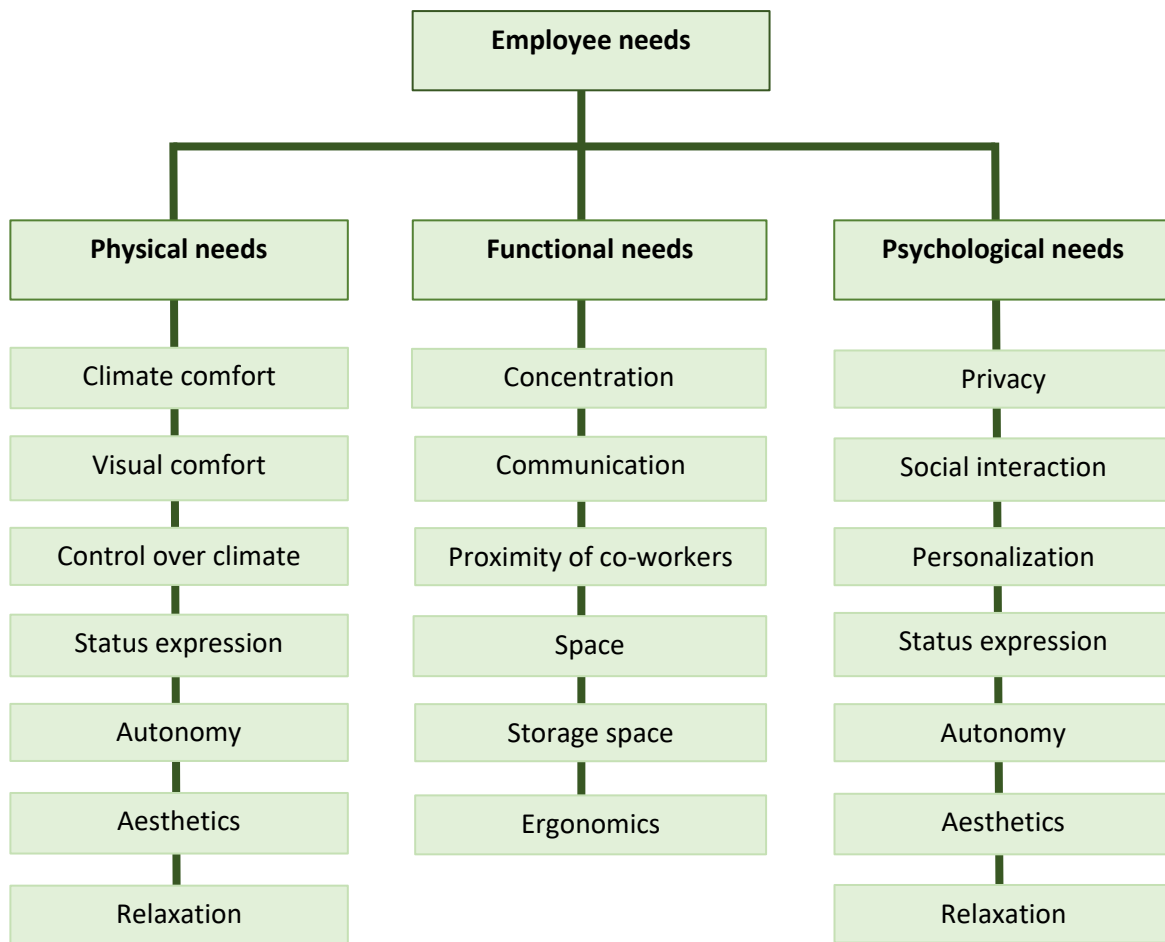 Employee needs
Physical needs
Functional needs
Psychological needs
Climate comfort
Concentration
Privacy
Visual comfort
Communication
Social interaction
Control over climate
Proximity of co-workers
Personalization
Status expression
Space
Status expression
Autonomy
Storage space
Autonomy
Aesthetics
Ergonomics
Aesthetics
Relaxation
Relaxation